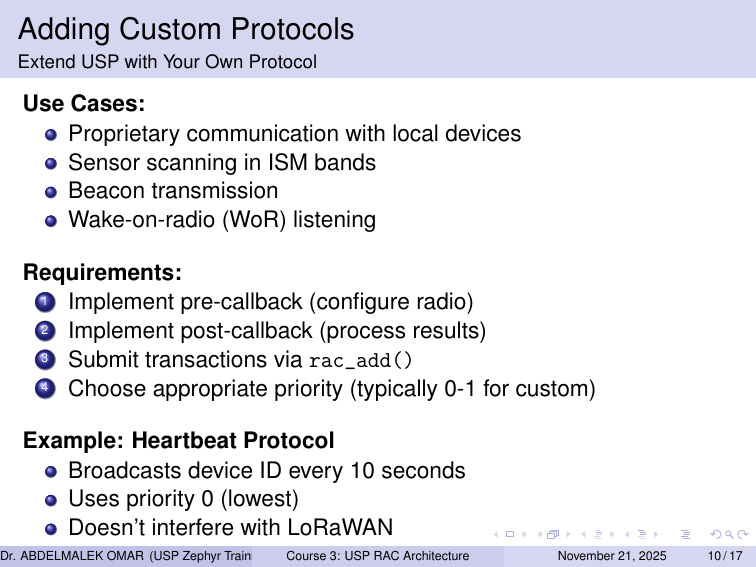 Adding Custom Protocols
Extend USP with Your Own Protocol
Use Cases:
Proprietary communication with local devices
Sensor scanning in ISM bands
Beacon transmission
Wake-on-radio (WoR) listening
Requirements:
1 Implement pre-callback (configure radio)
2 Implement post-callback (process results)
3 Submit transactions via rac_add()
4 Choose appropriate priority (typically 0-1 for custom)
Example: Heartbeat Protocol
Broadcasts device ID every 10 seconds
Uses priority 0 (lowest)
Doesn't interfere with LoRaWAN
Dr. ABDELMALEK OMAR (USP Zephyr Train Course 3: USP RAC Architecture November 21, 2025 10 / 17